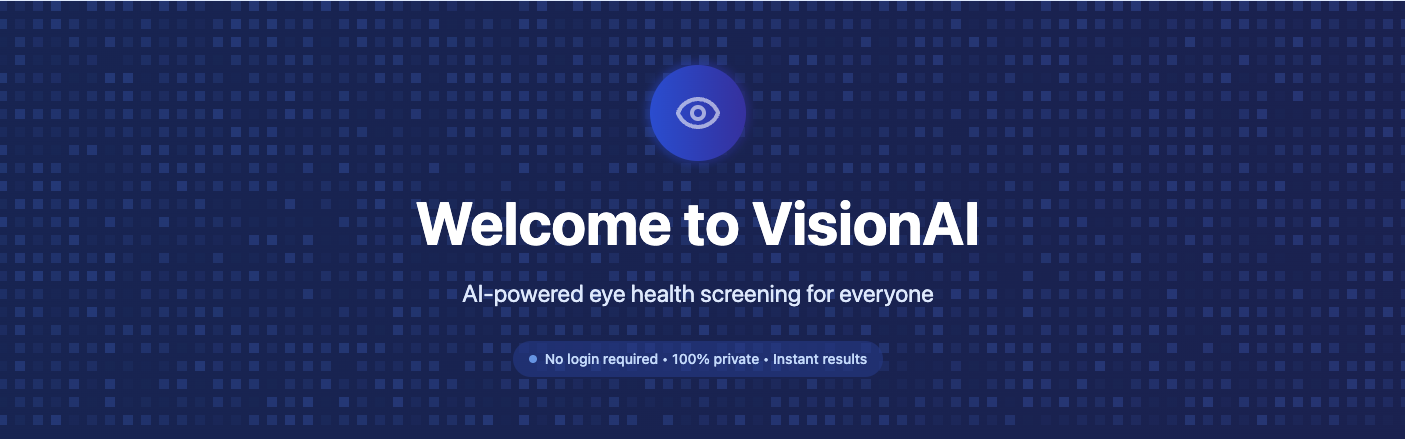 Welcome to VisionAI
AI-powered eye health screening for everyone
No login required • 100% private • Instant results